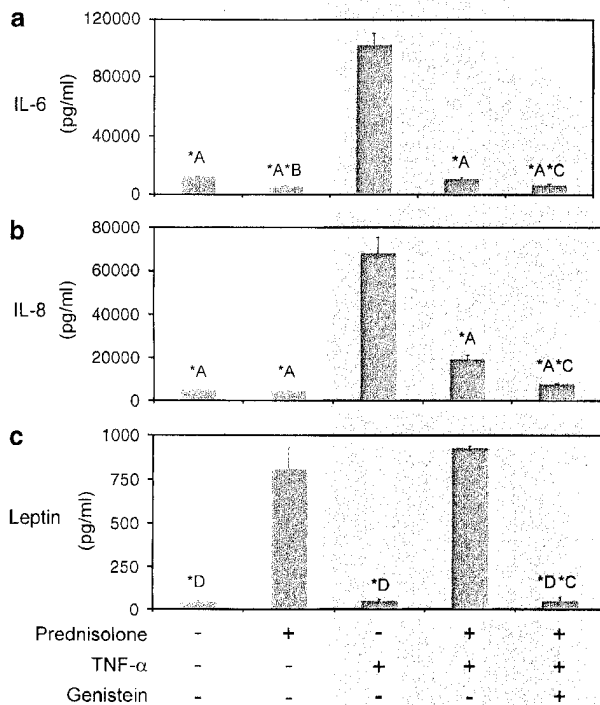 a
IL-6
(pg/ml)
120000
80000
40000
0
*A
*A*B
*A
*A*C
b
IL-8
(pg/ml)
80000
60000
40000
20000
0
*A
*A
*A
*A*C
c
Leptin
(pg/ml)
1000
750
500
250
0
*D
*D
*D*C
Prednisolone - + - + +
TNF-α - - + + +
Genistein - - - - +